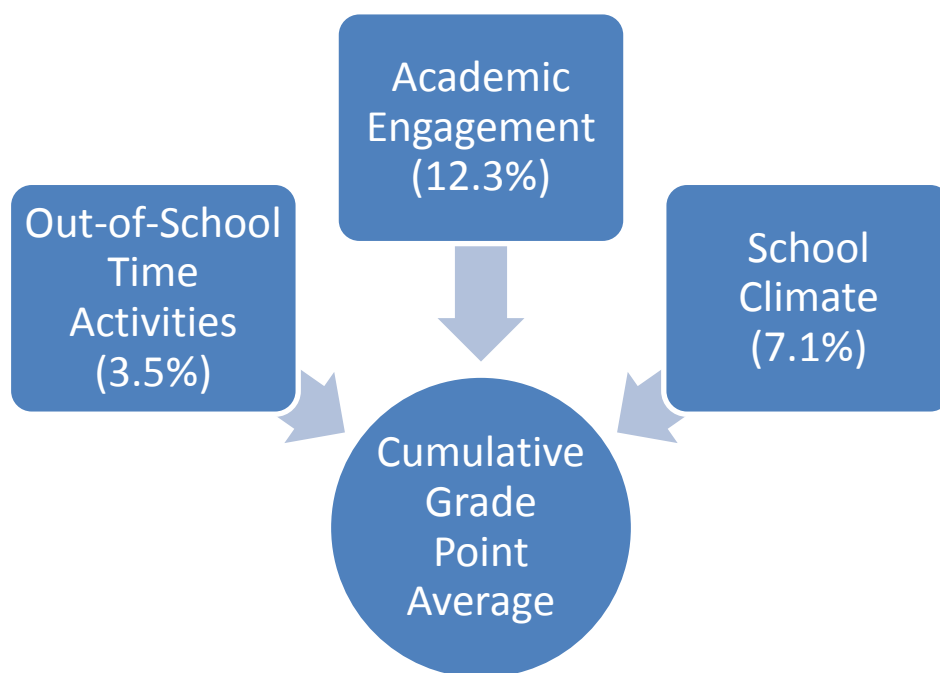 Academic
Engagement
(12.3%)
Out-of-School
Time
Activities
(3.5%)
School
Climate
(7.1%)
Cumulative
Grade
Point
Average